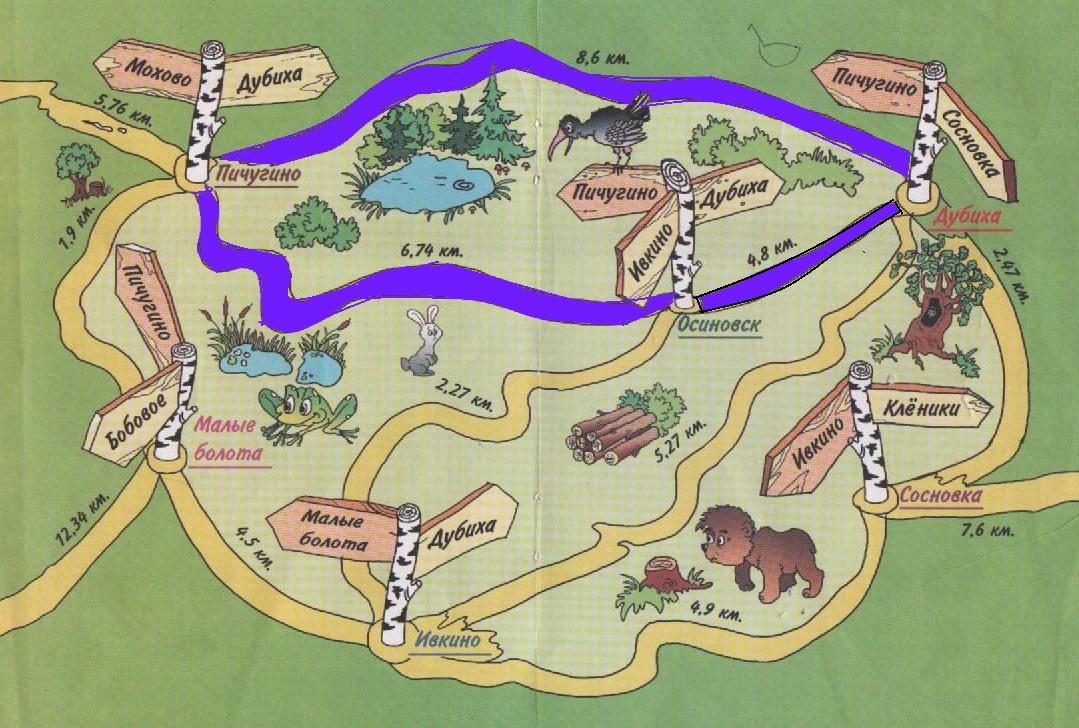 Мохово
Дубиха
8,6 км.
Пичугино
Сосновка
5,76 км.
Пичугино
Пичугино
Дубиха
Ивкино
Дубиха
1,9 км.
6,74 км.
4,8 км.
2,47 км.
Пичугино
Осиновск
Бобовое
Малые
болота
2,27 км.
Клёники
Ивкино
5,27 км.
Сосновка
7,6 км.
12,34 км.
4,5 км.
Малые
болота
Дубиха
4,9 км.
Ивкино